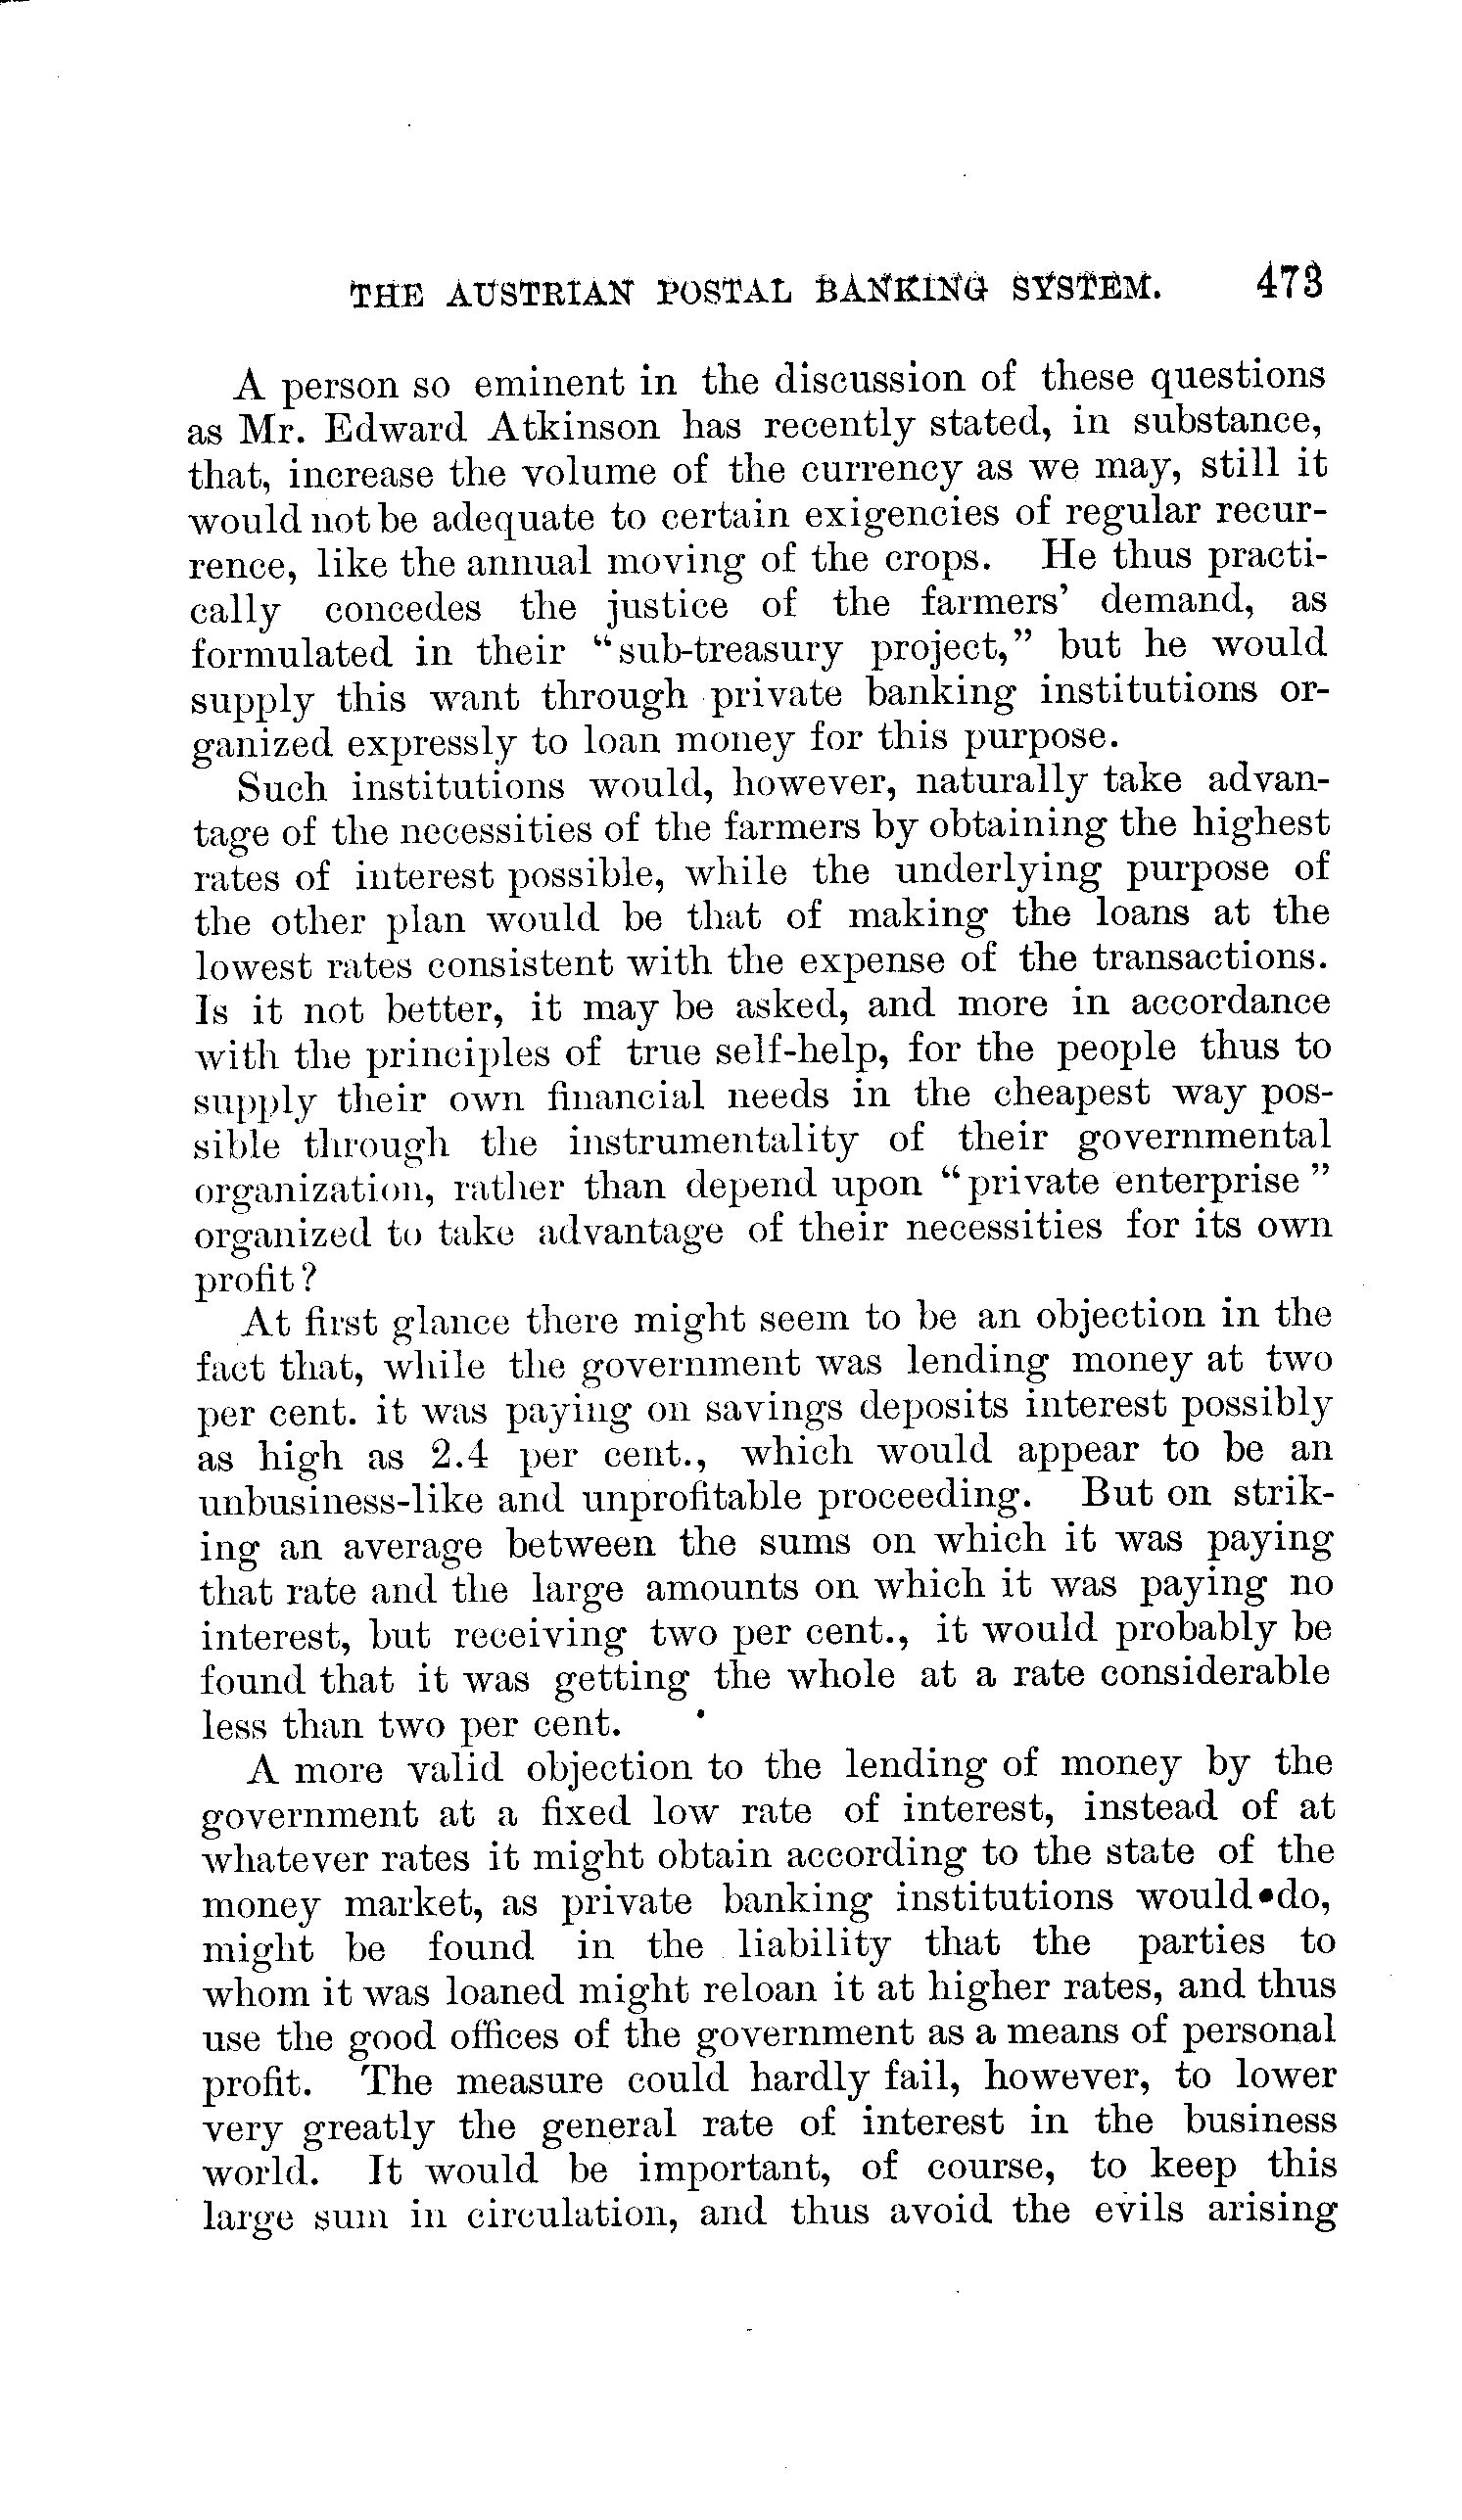 THE AUSTRIAN POSTAL BANKING SYSTEM. 473
A person so eminent in the discussion of these questions
as Mr. Edward Atkinson has recently stated, in substance,
that, increase the volume of the currency as we may, still it
would not be adequate to certain exigencies of regular recur-
rence, like the annual moving of the crops. He thus practi-
cally concedes the justice of the farmers' demand, as
formulated in their "sub-treasury project," but he would
supply this want through private banking institutions or-
ganized expressly to loan money for this purpose.
Such institutions would, however, naturally take advan-
tage of the necessities of the farmers by obtaining the highest
rates of interest possible, while the underlying purpose of
the other plan would be that of making the loans at the
lowest rates consistent with the expense of the transactions.
Is it not better, it may be asked, and more in accordance
with the principles of true self-help, for the people thus to
supply their own financial needs in the cheapest way pos-
sible through the instrumentality of their governmental
organization, rather than depend upon "private enterprise"
organized to take advantage of their necessities for its own
profit?
At first glance there might seem to be an objection in the
fact that, while the government was lending money at two
per cent. it was paying on savings deposits interest possibly
as high as 2.4 per cent., which would appear to be an
unbusiness-like and unprofitable proceeding. But on strik-
ing an average between the sums on which it was paying
that rate and the large amounts on which it was paying no
interest, but receiving two per cent., it would probably be
found that it was getting the whole at a rate considerable
less than two per cent.
A more valid objection to the lending of money by the
government at a fixed low rate of interest, instead of at
whatever rates it might obtain according to the state of the
money market, as private banking institutions would do,
might be found in the liability that the parties to
whom it was loaned might reloan it at higher rates, and thus
use the good offices of the government as a means of personal
profit. The measure could hardly fail, however, to lower
very greatly the general rate of interest in the business
world. It would be important, of course, to keep this
large sum in circulation, and thus avoid the evils arising